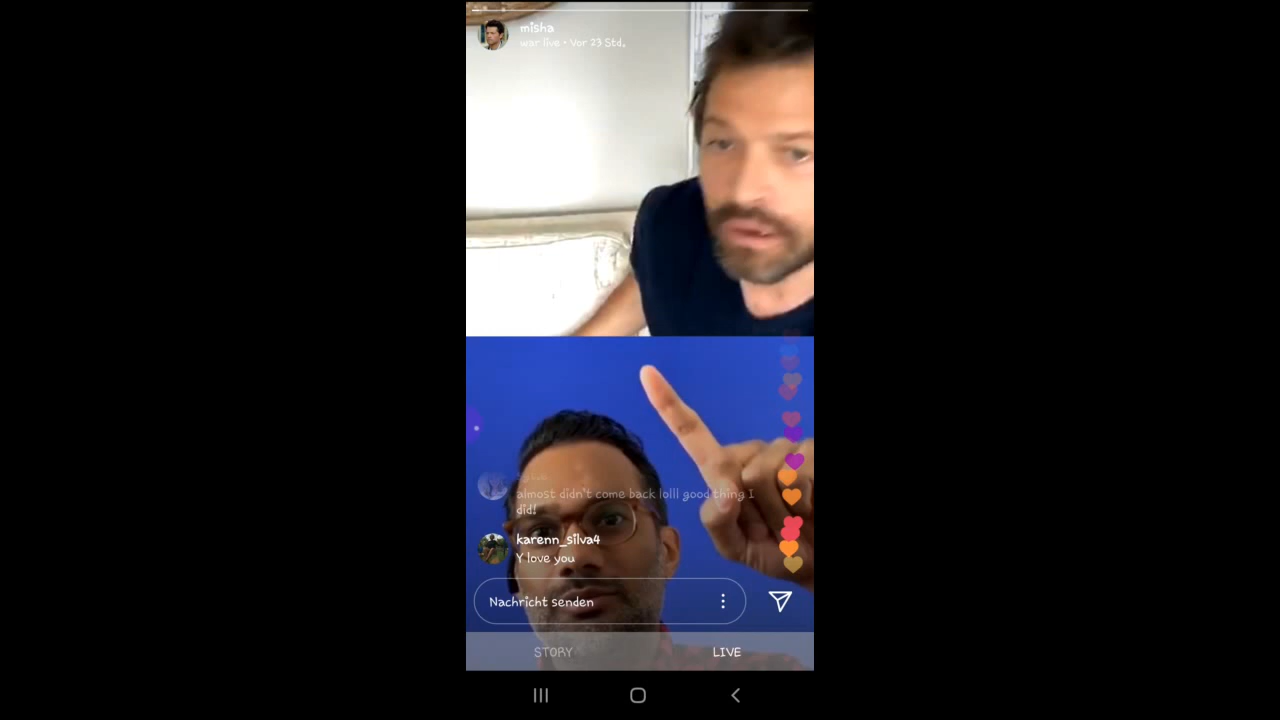 misha
war live • Vor 23 Std.
almost didn't come back lolll good thing I
did!
karenn_silva4
Y love you
Nachricht senden
STORY
LIVE